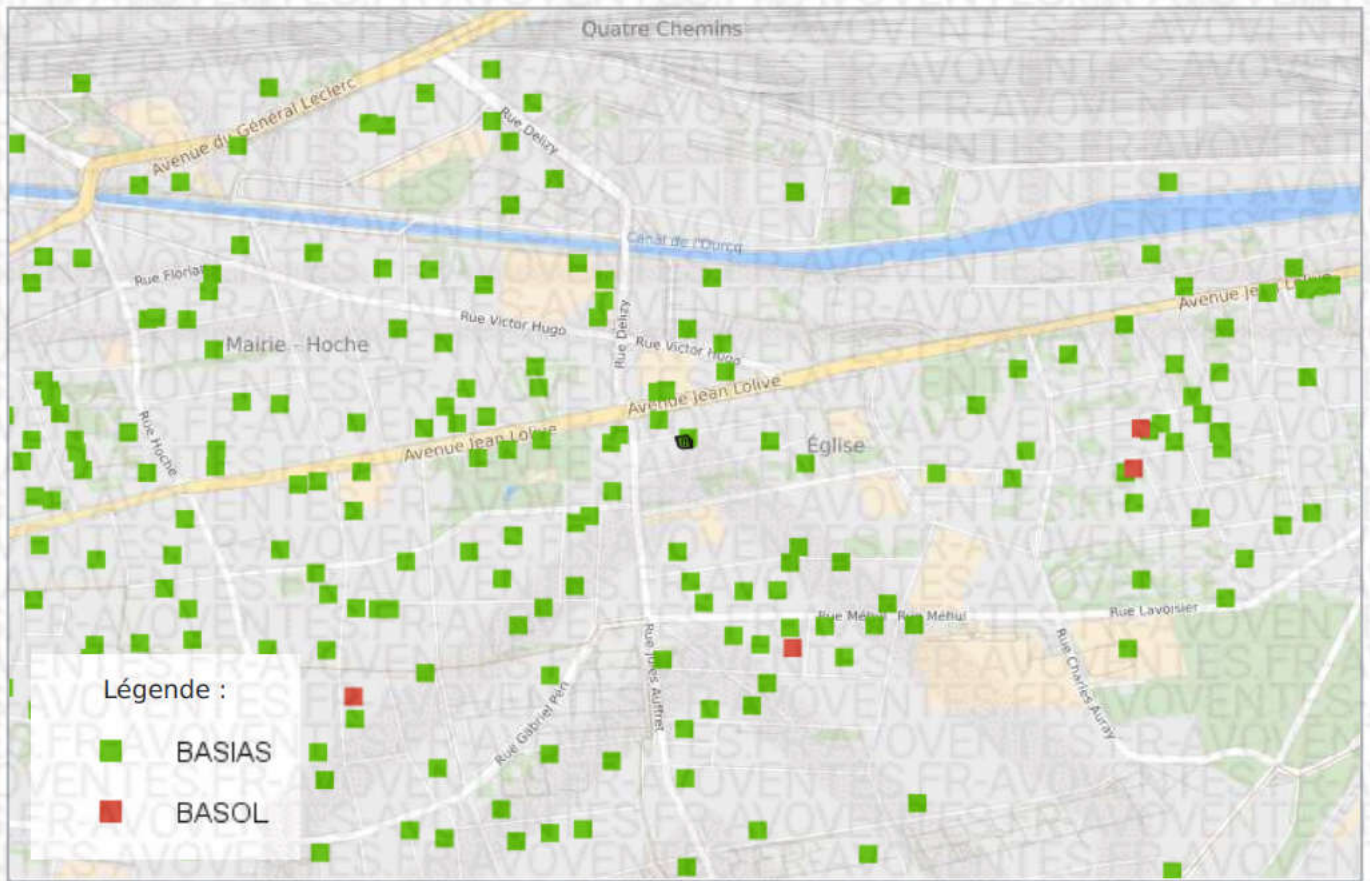 Quatre Chemins
Avenue du Général Leclerc
Rue Delizy
Canal de l'Ourcq
Rue Florian
Avenue Jean Lolive
Rue Victor Hugo
Rue Delizy
Mairie - Hoche
Rue Victor Hugo
Avenue Jean Lolive
Rue Hoche
Avenue Jean Lolive
Église
Rue Méhul
Rue Méhul
Rue Lavoisier
Rue Jules Auffret
Rue Charles Auray
Rue Gabriel Péri
Légende :
BASIAS
BASOL